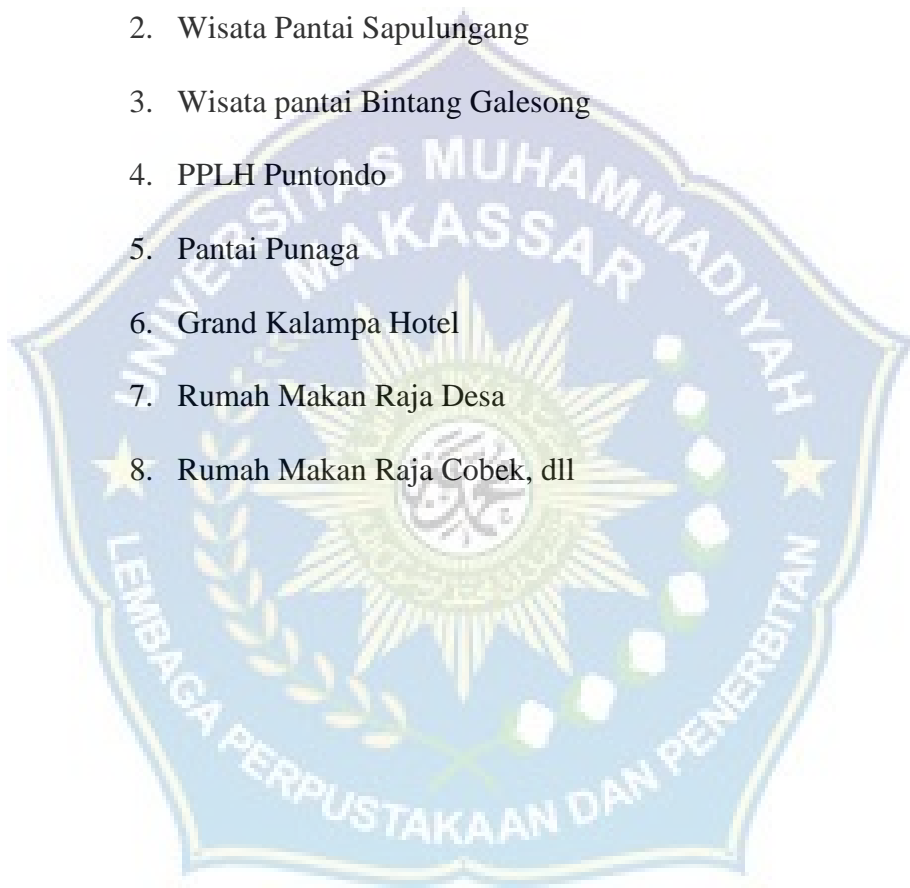 2. Wisata Pantai Sapulungang
3. Wisata pantai Bintang Galesong
4. PPLH Puntondo
5. Pantai Punaga
6. Grand Kalampa Hotel
7. Rumah Makan Raja Desa
8. Rumah Makan Raja Cobek, dll
UNIVERSITAS MUHAMMADIYAH
MAKASSAR
LEMBAGA PERPUSTAKAAN DAN PENERBITAN